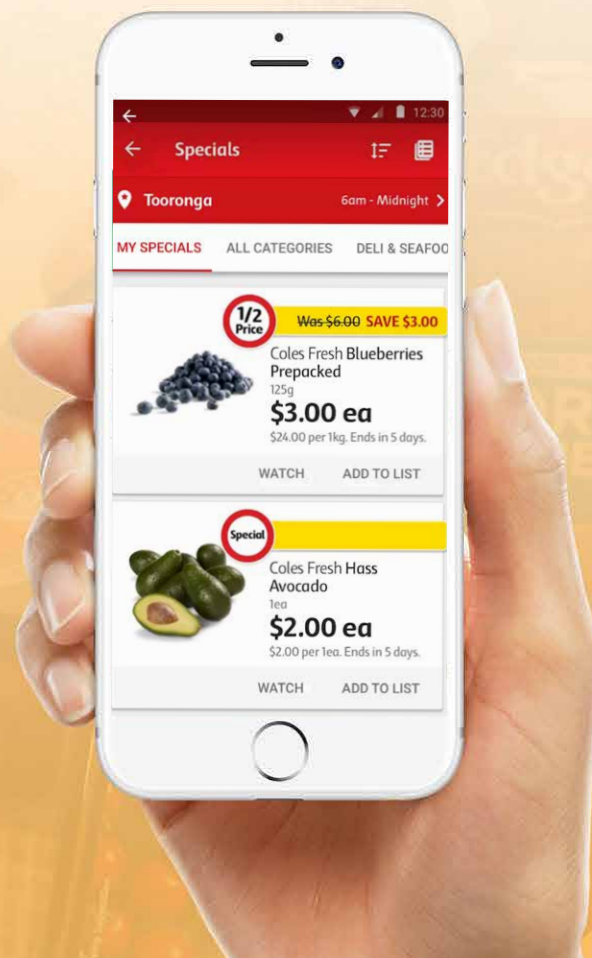 12:30
Specials
Tooronga 6am - Midnight
MY SPECIALS ALL CATEGORIES DELI & SEAFOO
1/2 Price
Was $6.00 SAVE $3.00
Coles Fresh Blueberries
Prepacked
125g
$3.00 ea
$24.00 per 1kg. Ends in 5 days.
WATCH ADD TO LIST
Special
Coles Fresh Hass
Avocado
1ea
$2.00 ea
$2.00 per 1ea. Ends in 5 days.
WATCH ADD TO LIST